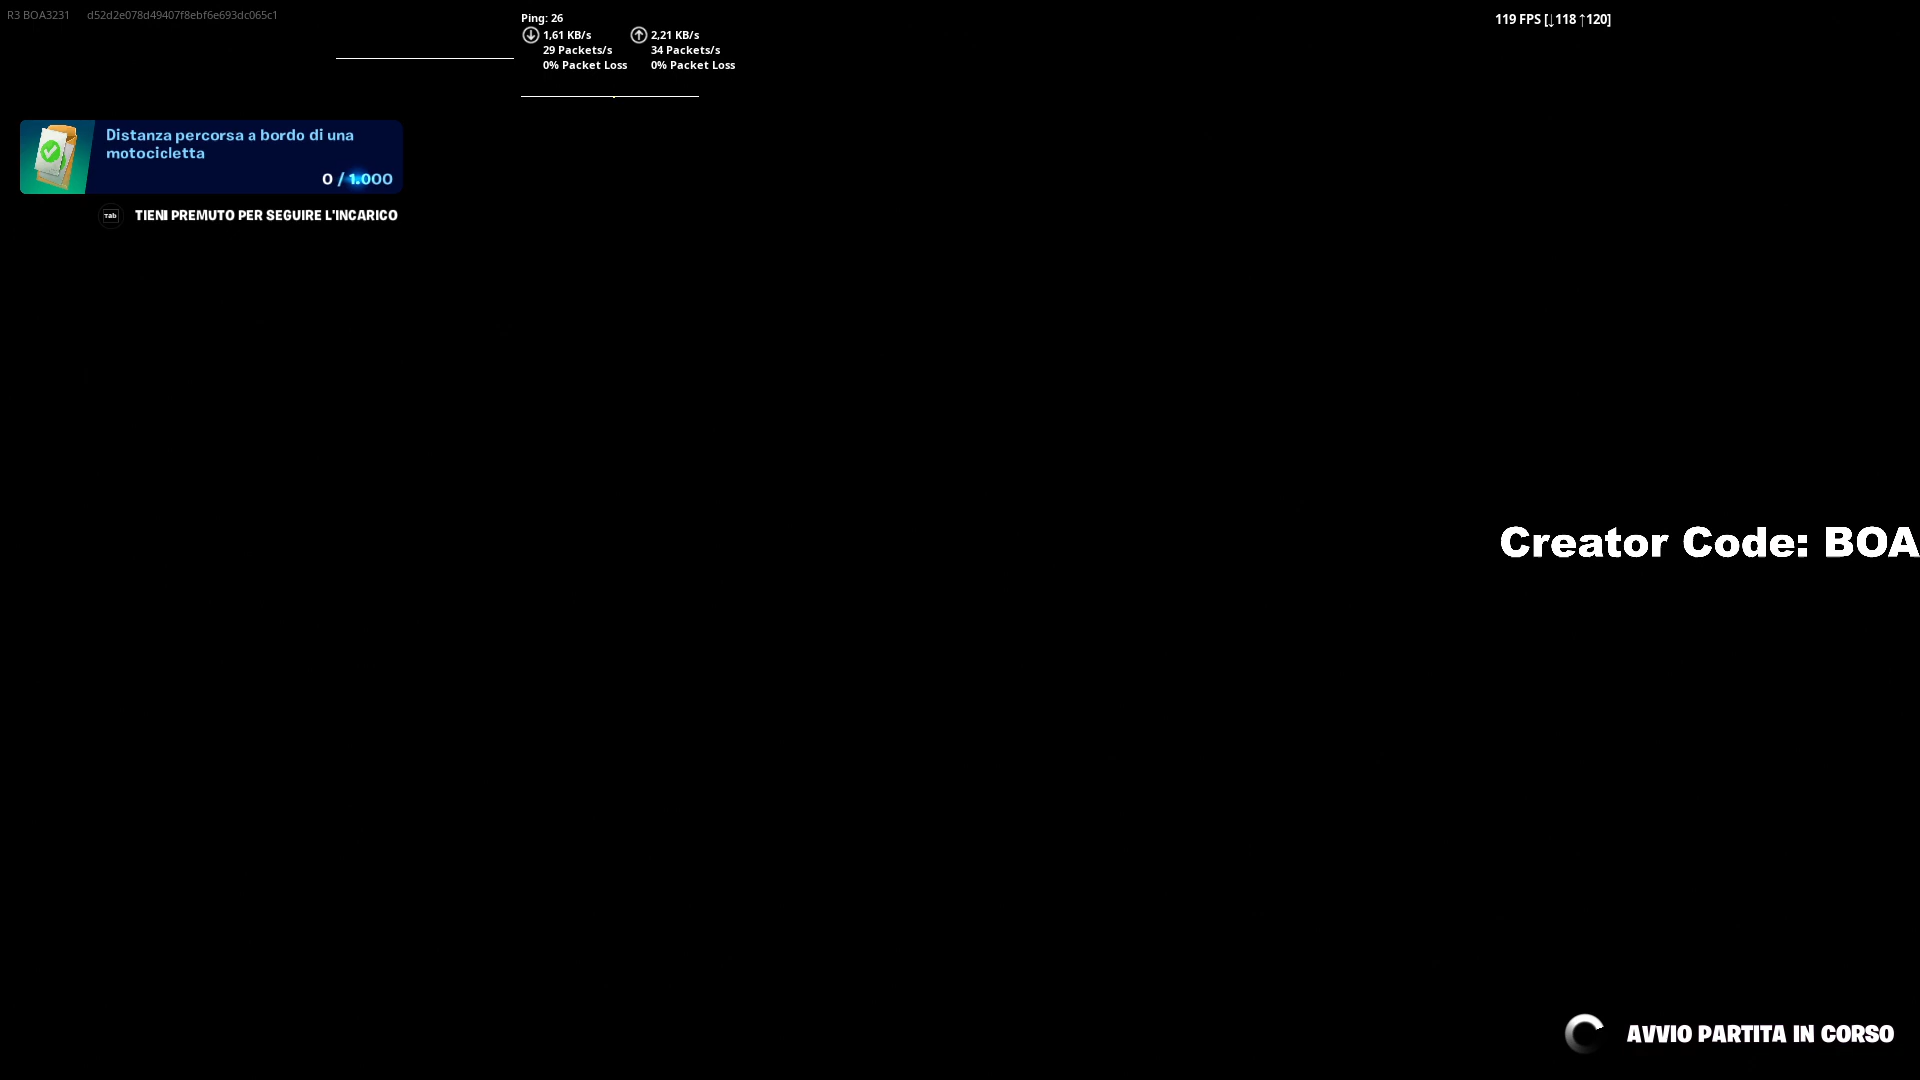 R3 BOA3231 d52d2e078d49407f8ebf6e693dc065c1
Ping: 26
1,61 KB/s 2,21 KB/s
29 Packets/s 34 Packets/s
0% Packet Loss 0% Packet Loss
119 FPS [↓118 ↑120]
Distanza percorsa a bordo di una
motocicletta
0 / 1.000
Tab TIENI PREMUTO PER SEGUIRE L'INCARICO
Creator Code: BOA
AVVIO PARTITA IN CORSO